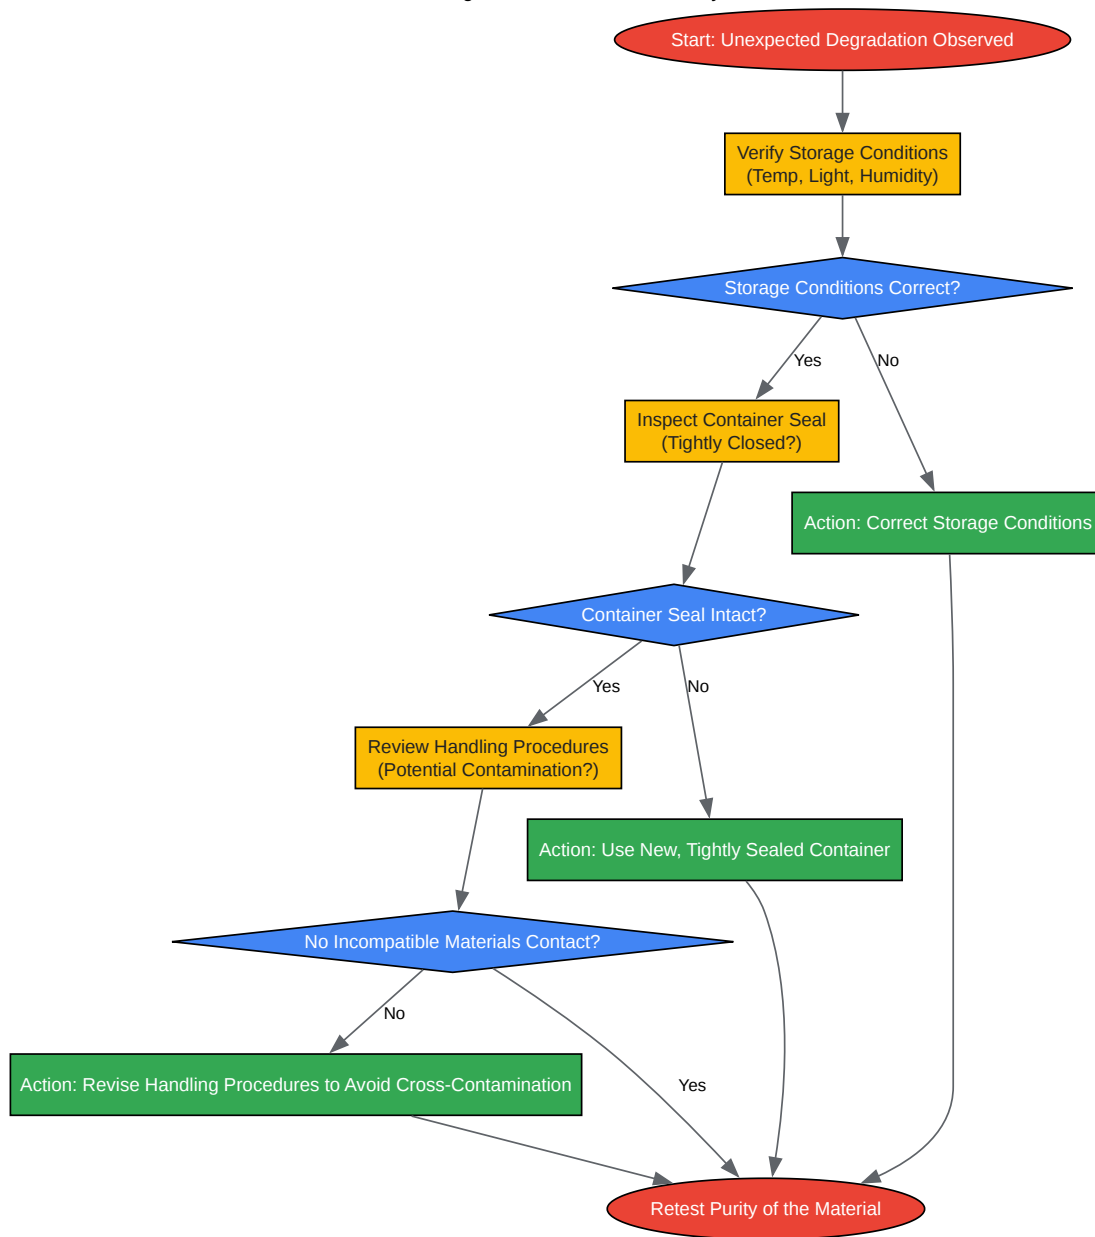 Start: Unexpected Degradation Observed
Verify Storage Conditions
(Temp, Light, Humidity)
Storage Conditions Correct?
Yes
No
Inspect Container Seal
(Tightly Closed?)
Action: Correct Storage Conditions
Container Seal Intact?
Yes
No
Review Handling Procedures
(Potential Contamination?)
Action: Use New, Tightly Sealed Container
No Incompatible Materials Contact?
No
Yes
Action: Revise Handling Procedures to Avoid Cross-Contamination
Retest Purity of the Material